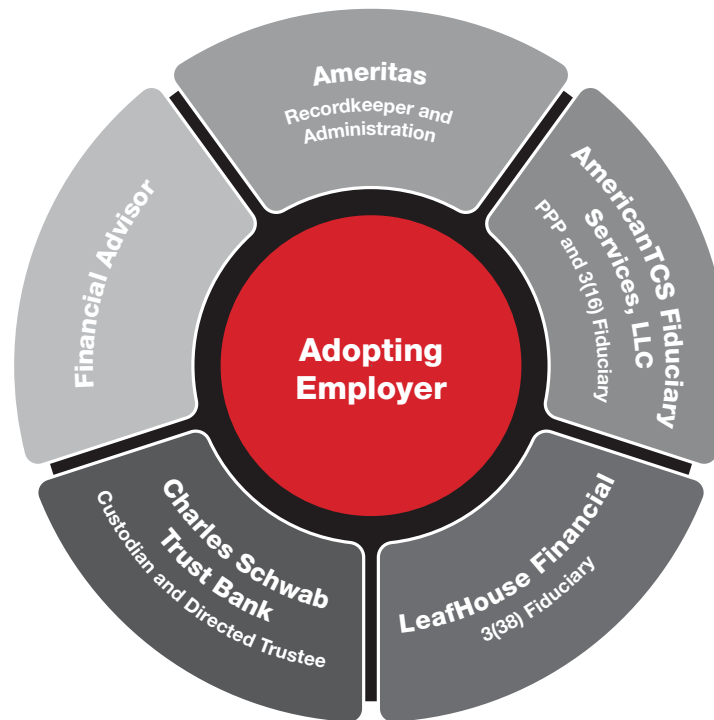 Ameritas
Recordkeeper and
Administration
AmericanTCS Fiduciary
Services, LLC
PPP and 3(16) Fiduciary
LeafHouse Financial
3(38) Fiduciary
Charles Schwab
Trust Bank
Custodian and Directed Trustee
Financial Advisor
Adopting
Employer